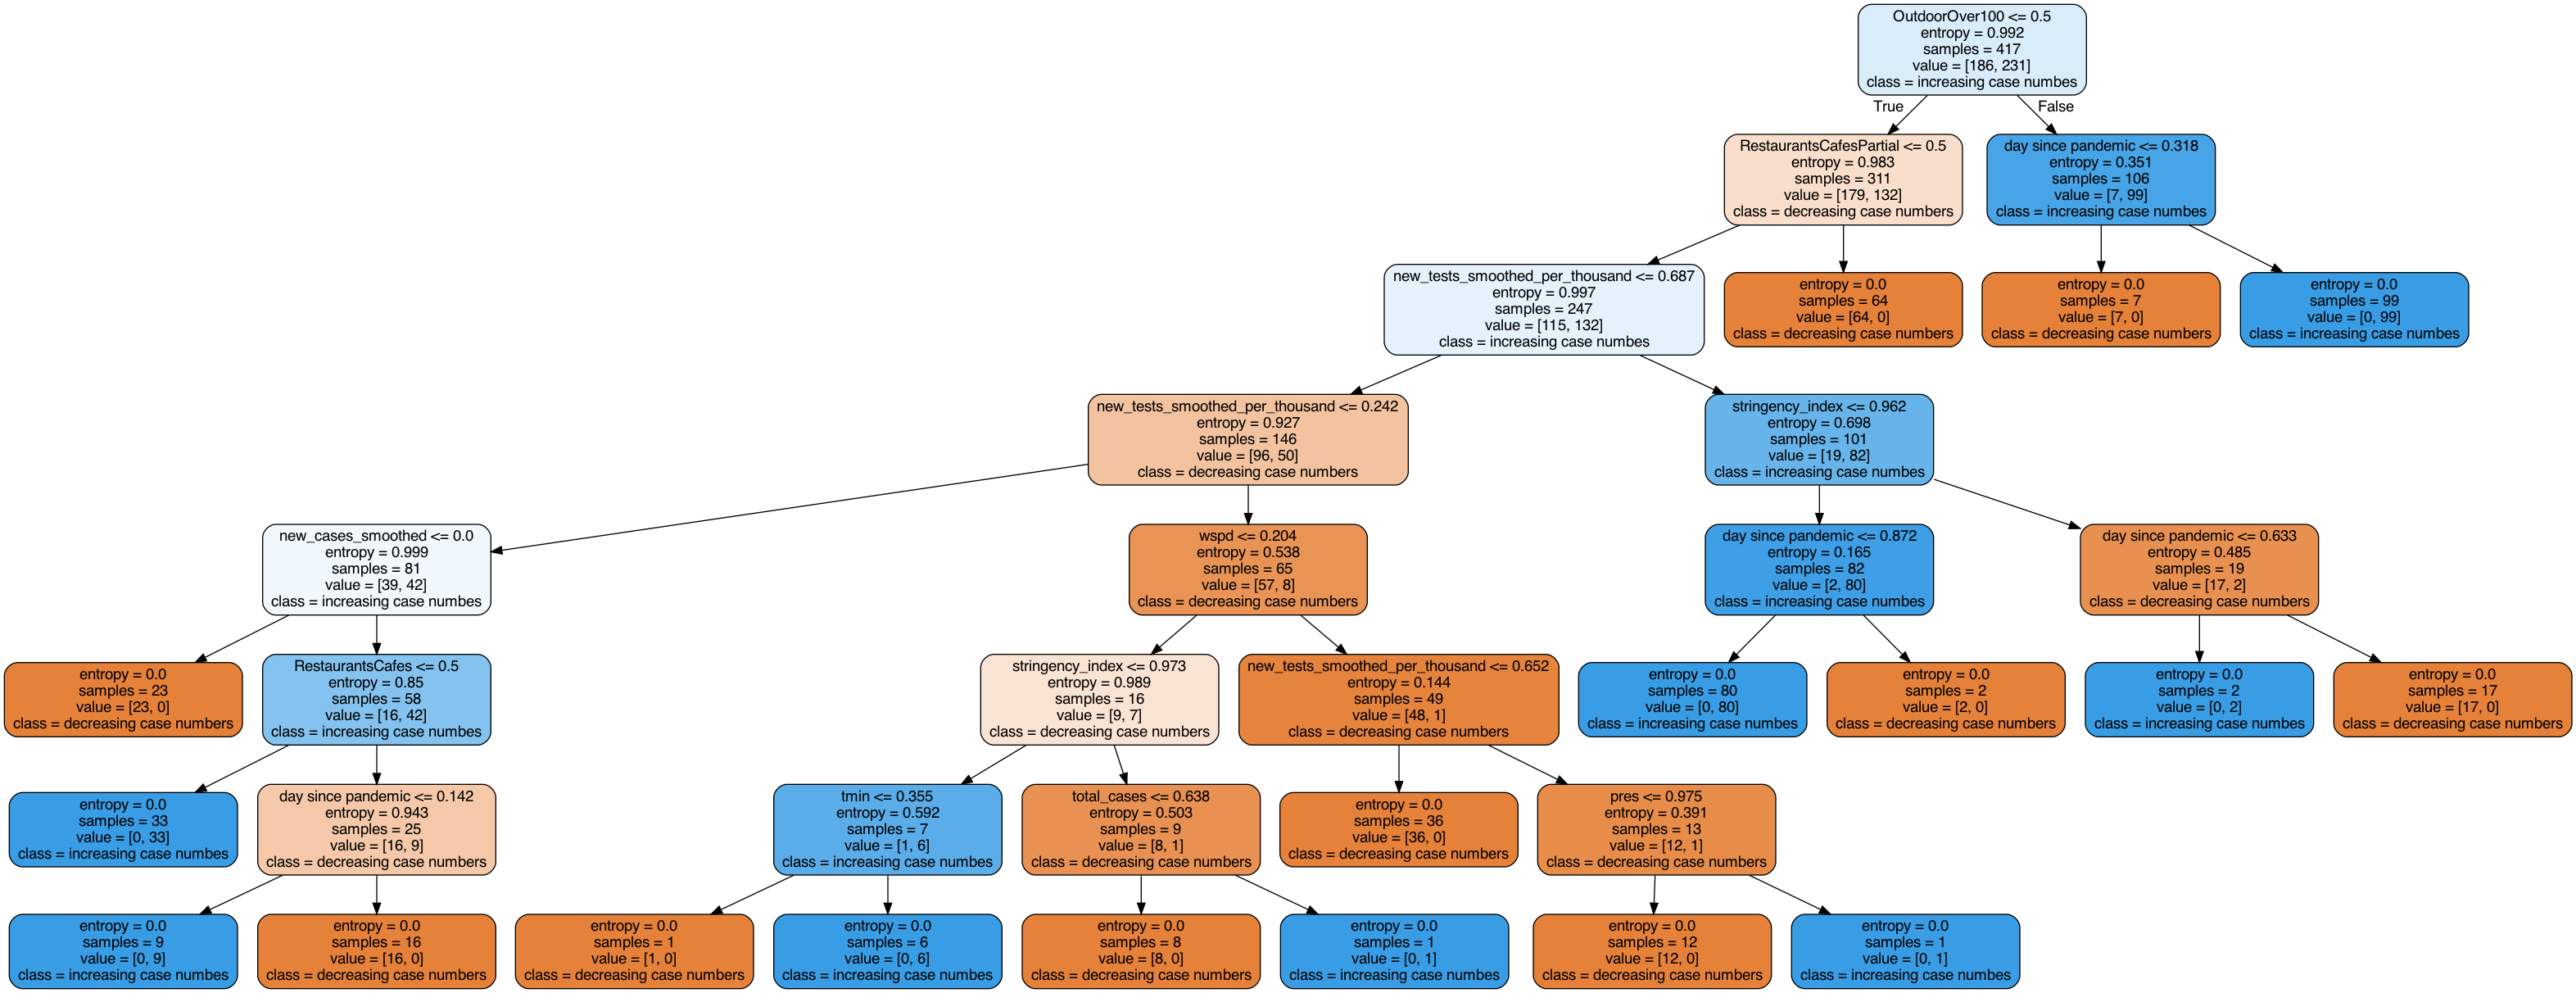 OutdoorOver100 <= 0.5
entropy = 0.992
samples = 417
value = [186, 231]
class = increasing case numbes
True
False
RestaurantsCafesPartial <= 0.5
entropy = 0.983
samples = 311
value = [179, 132]
class = decreasing case numbers
day since pandemic <= 0.318
entropy = 0.351
samples = 106
value = [7, 99]
class = increasing case numbes
new_tests_smoothed_per_thousand <= 0.687
entropy = 0.997
samples = 247
value = [115, 132]
class = increasing case numbes
entropy = 0.0
samples = 64
value = [64, 0]
class = decreasing case numbers
entropy = 0.0
samples = 7
value = [7, 0]
class = decreasing case numbers
entropy = 0.0
samples = 99
value = [0, 99]
class = increasing case numbes
new_tests_smoothed_per_thousand <= 0.242
entropy = 0.927
samples = 146
value = [96, 50]
class = decreasing case numbers
stringency_index <= 0.962
entropy = 0.698
samples = 101
value = [19, 82]
class = increasing case numbes
new_cases_smoothed <= 0.0
entropy = 0.999
samples = 81
value = [39, 42]
class = increasing case numbes
wspd <= 0.204
entropy = 0.538
samples = 65
value = [57, 8]
class = decreasing case numbers
day since pandemic <= 0.872
entropy = 0.165
samples = 82
value = [2, 80]
class = increasing case numbes
day since pandemic <= 0.633
entropy = 0.485
samples = 19
value = [17, 2]
class = decreasing case numbers
entropy = 0.0
samples = 23
value = [23, 0]
class = decreasing case numbers
RestaurantsCafes <= 0.5
entropy = 0.85
samples = 58
value = [16, 42]
class = increasing case numbes
stringency_index <= 0.973
entropy = 0.989
samples = 16
value = [9, 7]
class = decreasing case numbers
new_tests_smoothed_per_thousand <= 0.652
entropy = 0.144
samples = 49
value = [48, 1]
class = decreasing case numbers
entropy = 0.0
samples = 80
value = [0, 80]
class = increasing case numbes
entropy = 0.0
samples = 2
value = [2, 0]
class = decreasing case numbers
entropy = 0.0
samples = 2
value = [0, 2]
class = increasing case numbes
entropy = 0.0
samples = 17
value = [17, 0]
class = decreasing case numbers
entropy = 0.0
samples = 33
value = [0, 33]
class = increasing case numbes
day since pandemic <= 0.142
entropy = 0.943
samples = 25
value = [16, 9]
class = decreasing case numbers
tmin <= 0.355
entropy = 0.592
samples = 7
value = [1, 6]
class = increasing case numbes
total_cases <= 0.638
entropy = 0.503
samples = 9
value = [8, 1]
class = decreasing case numbers
entropy = 0.0
samples = 36
value = [36, 0]
class = decreasing case numbers
pres <= 0.975
entropy = 0.391
samples = 13
value = [12, 1]
class = decreasing case numbers
entropy = 0.0
samples = 9
value = [0, 9]
class = increasing case numbes
entropy = 0.0
samples = 16
value = [16, 0]
class = decreasing case numbers
entropy = 0.0
samples = 1
value = [1, 0]
class = decreasing case numbers
entropy = 0.0
samples = 6
value = [0, 6]
class = increasing case numbes
entropy = 0.0
samples = 8
value = [8, 0]
class = decreasing case numbers
entropy = 0.0
samples = 1
value = [0, 1]
class = increasing case numbes
entropy = 0.0
samples = 12
value = [12, 0]
class = decreasing case numbers
entropy = 0.0
samples = 1
value = [0, 1]
class = increasing case numbes